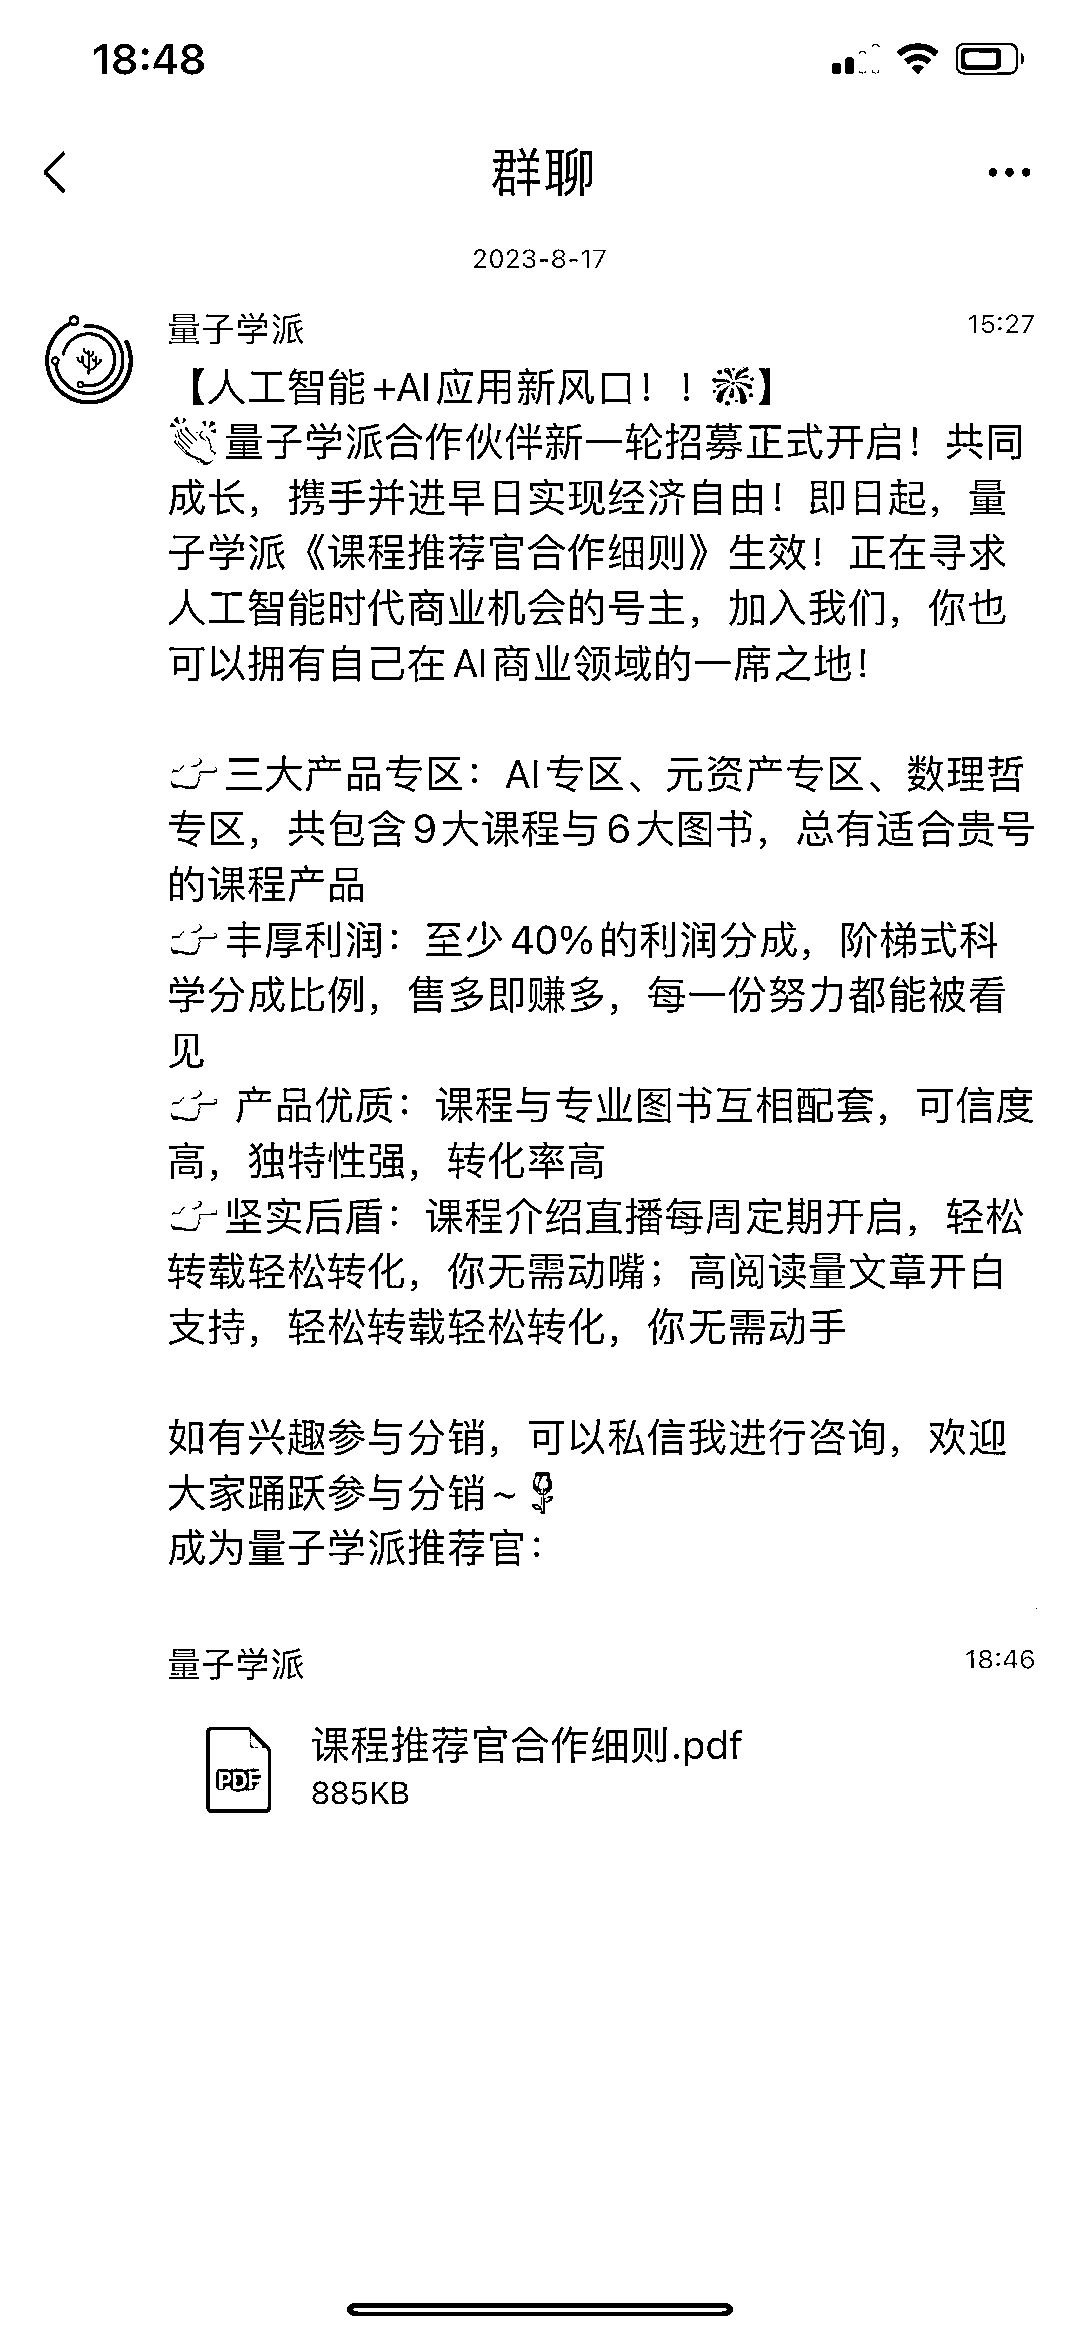 18:48
群聊
2023-8-17
量子学派
15:27
【人工智能+AI应用新风口！！🎆】
👏量子学派合作伙伴新一轮招募正式开启！共同
成长，携手并进早日实现经济自由！即日起，量
子学派《课程推荐官合作细则》生效！正在寻求
人工智能时代商业机会的号主，加入我们，你也
可以拥有自己在AI商业领域的一席之地！
👉三大产品专区：AI专区、元资产专区、数理哲
专区，共包含9大课程与6大图书，总有适合贵号
的课程产品
👉丰厚利润：至少40%的利润分成，阶梯式科
学分成比例，售多即赚多，每一份努力都能被看
见
👉 产品优质：课程与专业图书互相配套，可信度
高，独特性强，转化率高
👉坚实后盾：课程介绍直播每周定期开启，轻松
转载轻松转化，你无需动嘴；高阅读量文章开白
支持，轻松转载轻松转化，你无需动手
如有兴趣参与分销，可以私信我进行咨询，欢迎
大家踊跃参与分销~🌹
成为量子学派推荐官：
量子学派
18:46
课程推荐官合作细则.pdf
PDF
885KB